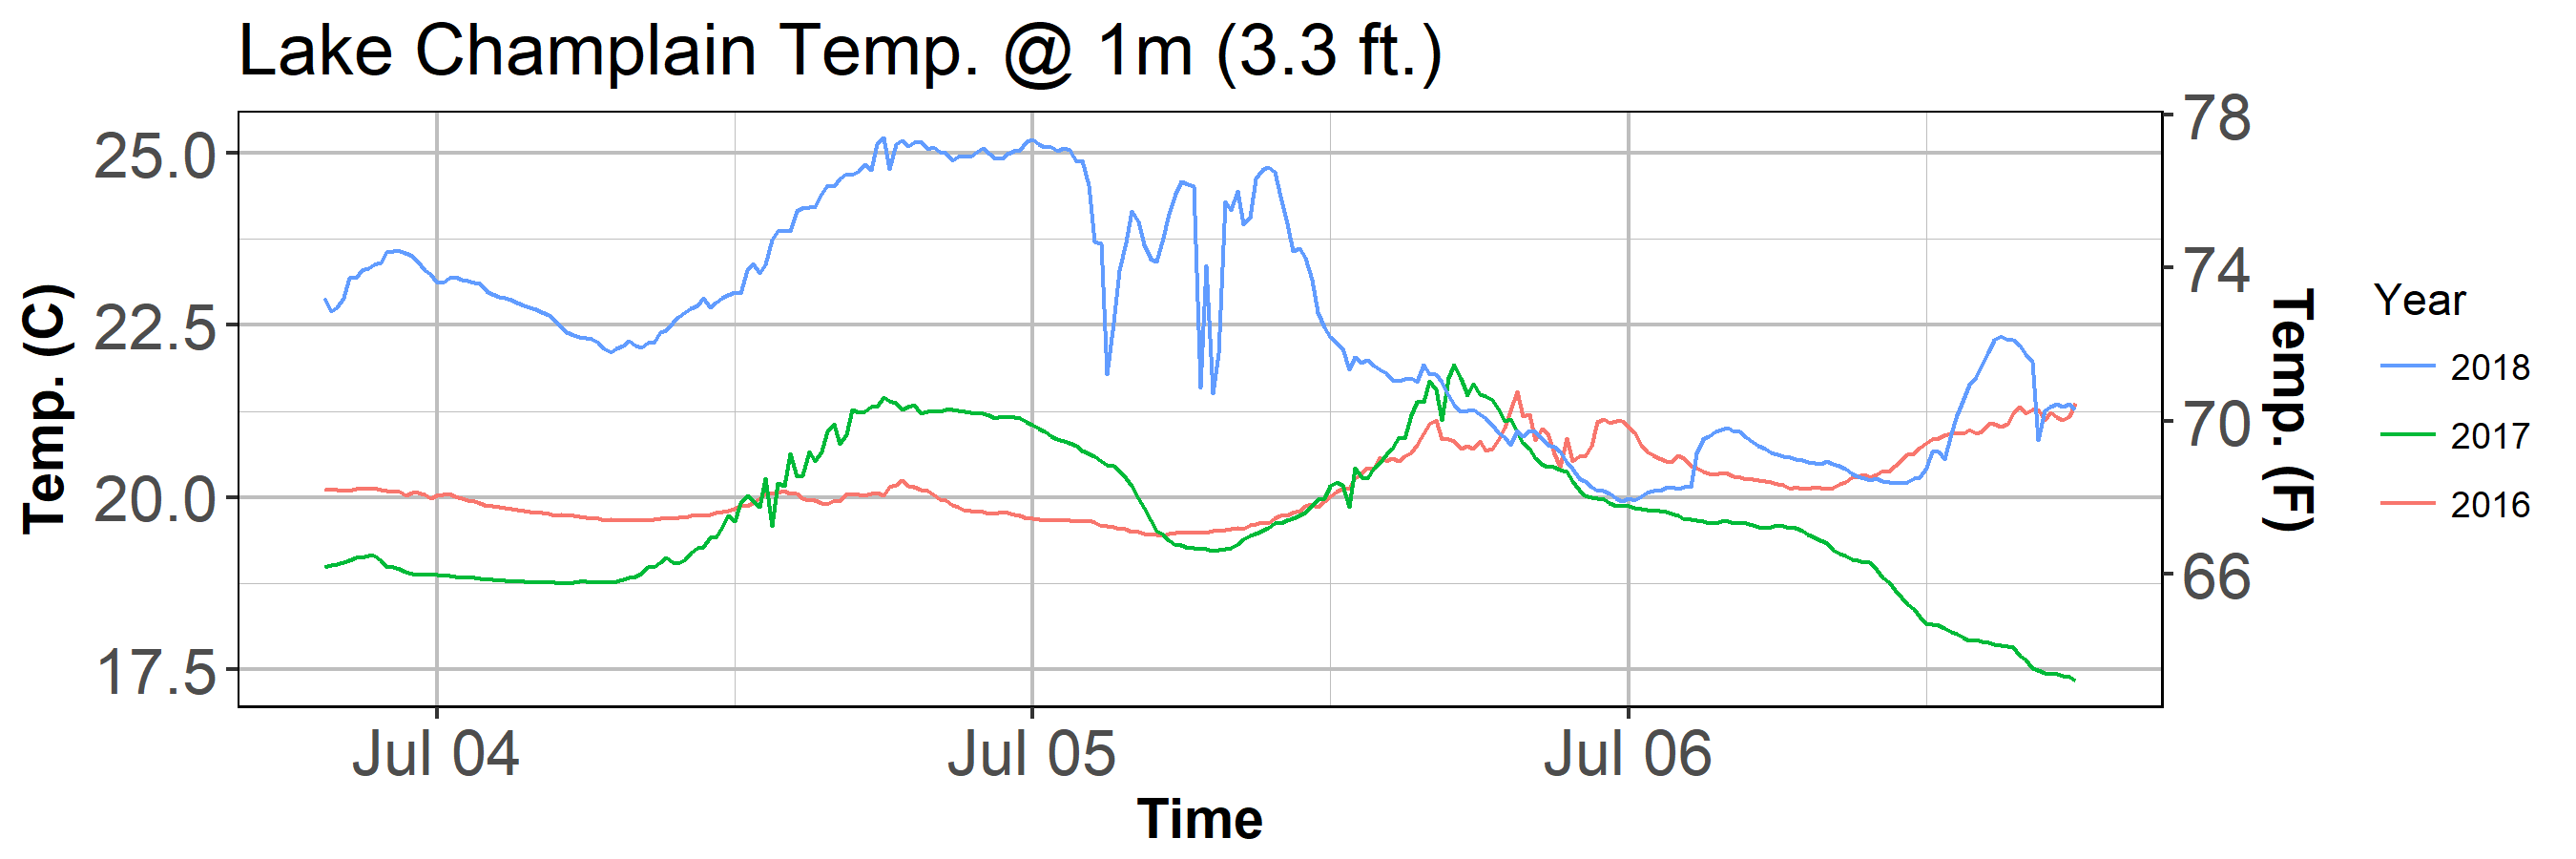 Lake Champlain Temp. @ 1m (3.3 ft.)
Temp. (C)
25.0
22.5
20.0
17.5
78
74
70
66
Temp. (F)
Jul 04
Jul 05
Jul 06
Time
Year
2018
2017
2016